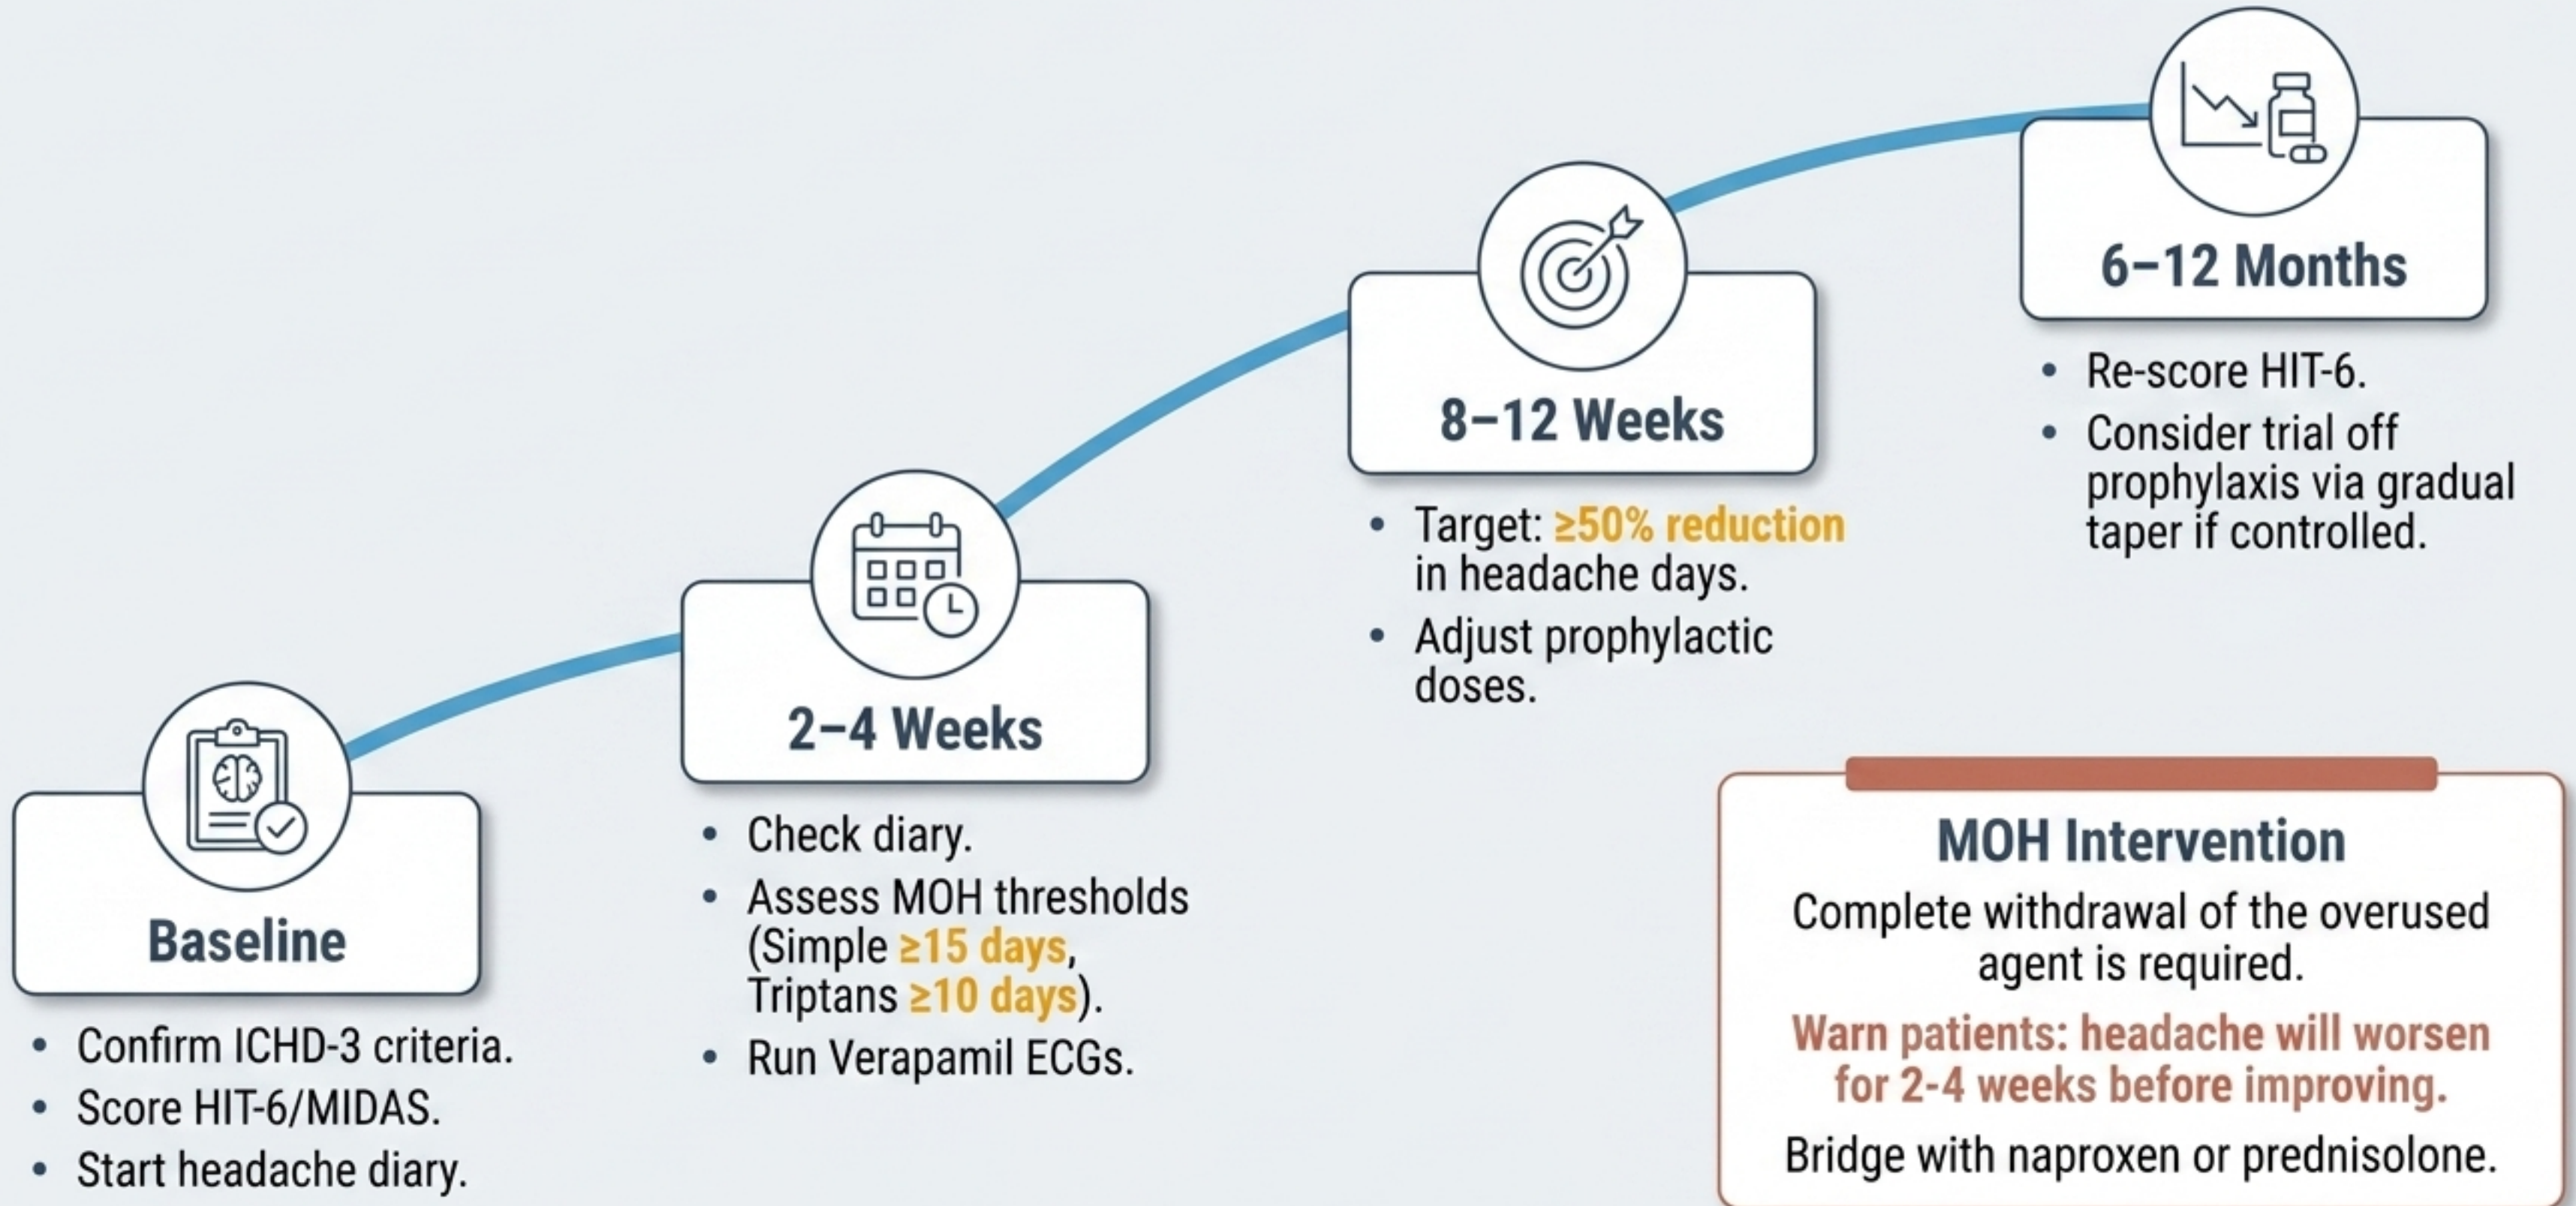 Baseline
• Confirm ICHD-3 criteria.
• Score HIT-6/MIDAS.
• Start headache diary.
2–4 Weeks
• Check diary.
• Assess MOH thresholds
(Simple ≥15 days,
Triptans ≥10 days).
• Run Verapamil ECGs.
8–12 Weeks
• Target: ≥50% reduction
in headache days.
• Adjust prophylactic
doses.
6–12 Months
• Re-score HIT-6.
• Consider trial off
prophylaxis via gradual
taper if controlled.
MOH Intervention
Complete withdrawal of the overused
agent is required.
Warn patients: headache will worsen
for 2-4 weeks before improving.
Bridge with naproxen or prednisolone.